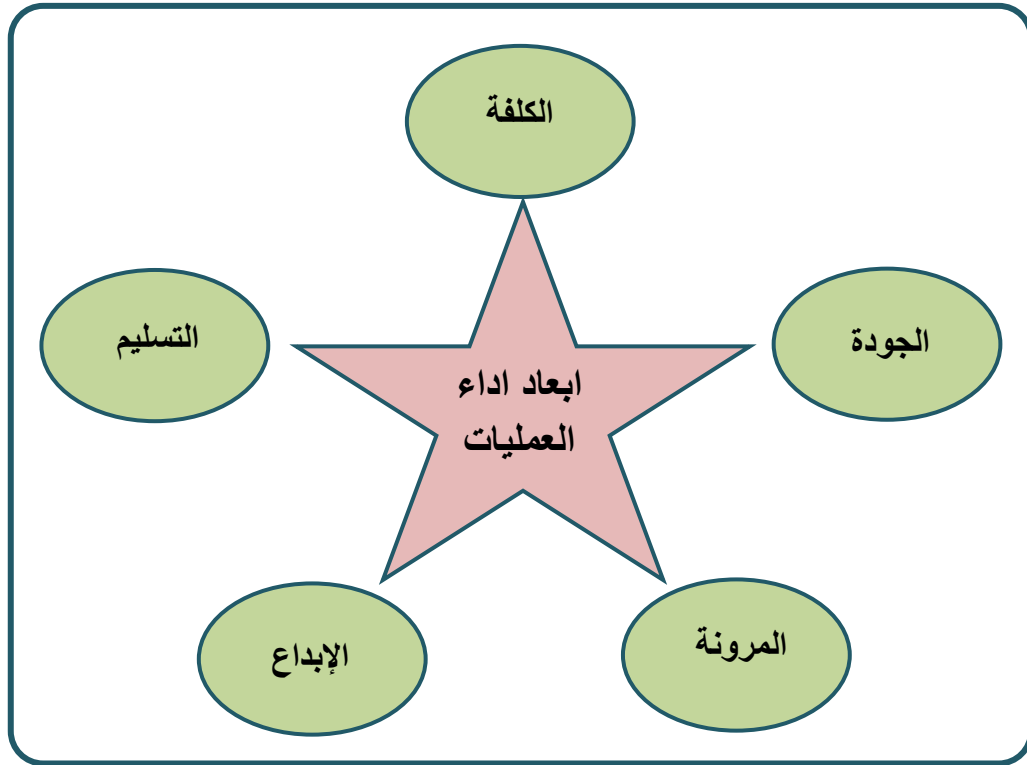 الكلفة
الجودة
التسليم
ابعاد اداء
العمليات
المرونة
الإبداع